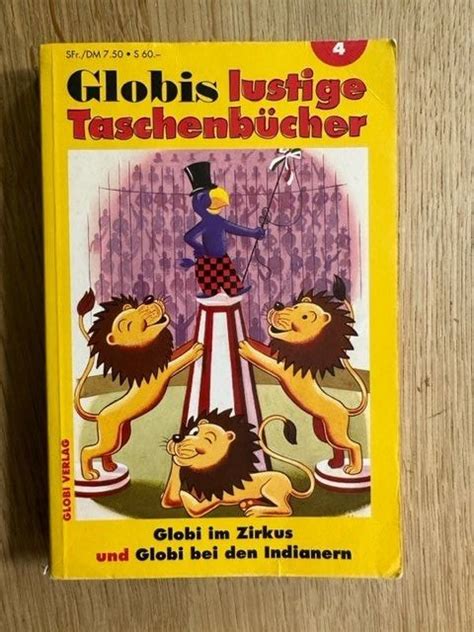 SFr./DM 7.50 • S 60.–
4
Globis lustige
Taschenbücher
GLOBI VERLAG
Globi im Zirkus
und Globi bei den Indianern